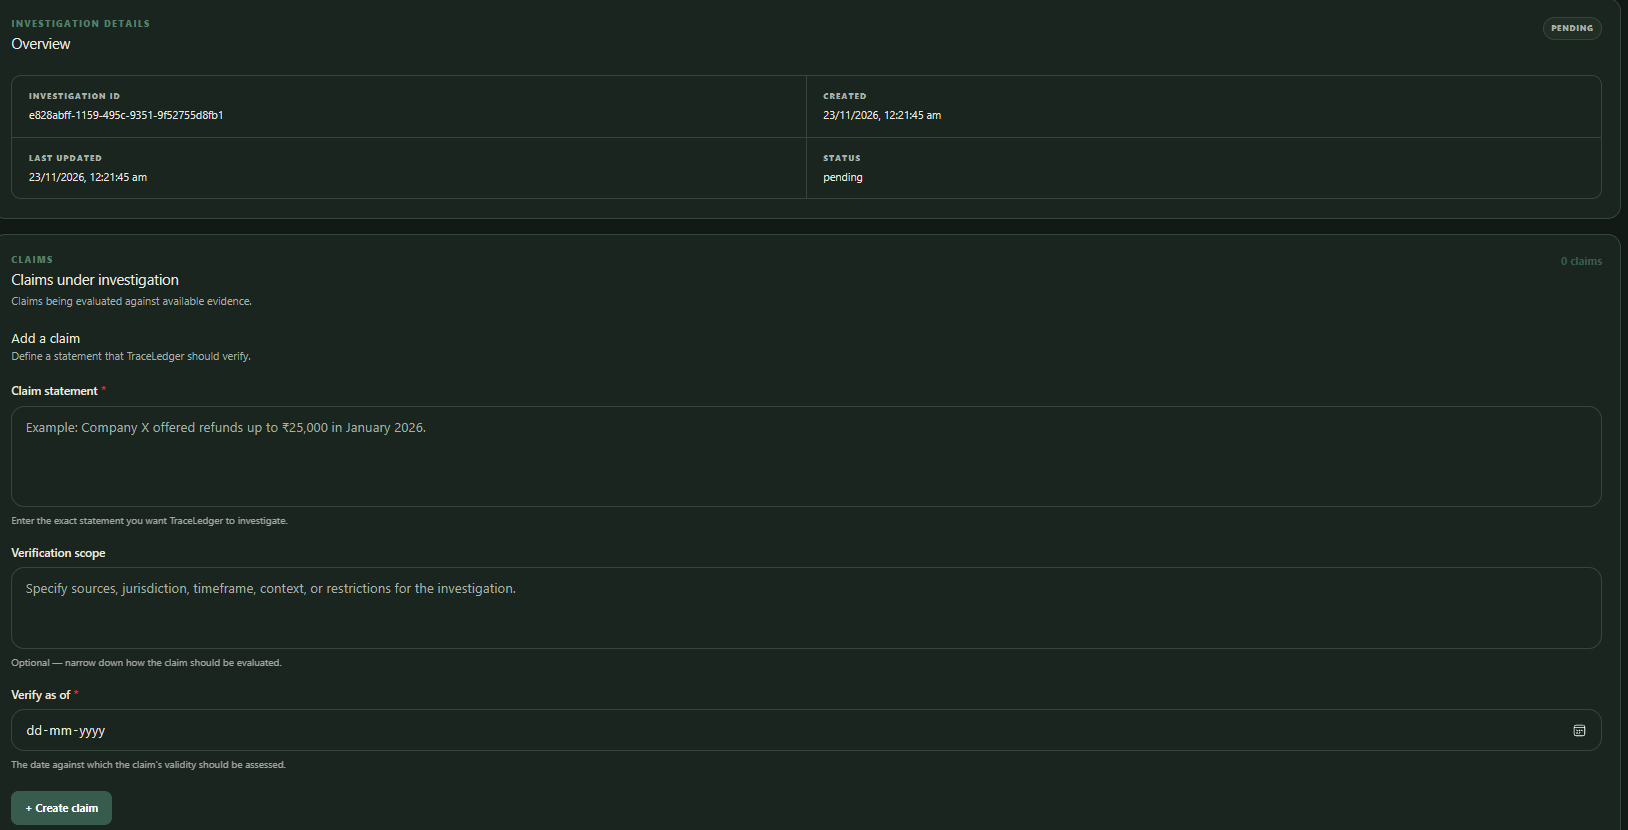 INVESTIGATION DETAILS
Overview
PENDING
INVESTIGATION ID
e828abff-1159-495c-9351-9f52755d8fb1
CREATED
23/11/2026, 12:21:45 am
LAST UPDATED
23/11/2026, 12:21:45 am
STATUS
pending
CLAIMS
Claims under investigation
0 claims
Claims being evaluated against available evidence.
Add a claim
Define a statement that TraceLedger should verify.
Claim statement *
Example: Company X offered refunds up to ₹25,000 in January 2026.
Enter the exact statement you want TraceLedger to investigate.
Verification scope
Specify sources, jurisdiction, timeframe, context, or restrictions for the investigation.
Optional — narrow down how the claim should be evaluated.
Verify as of *
dd-mm-yyyy
The date against which the claim's validity should be assessed.
+ Create claim